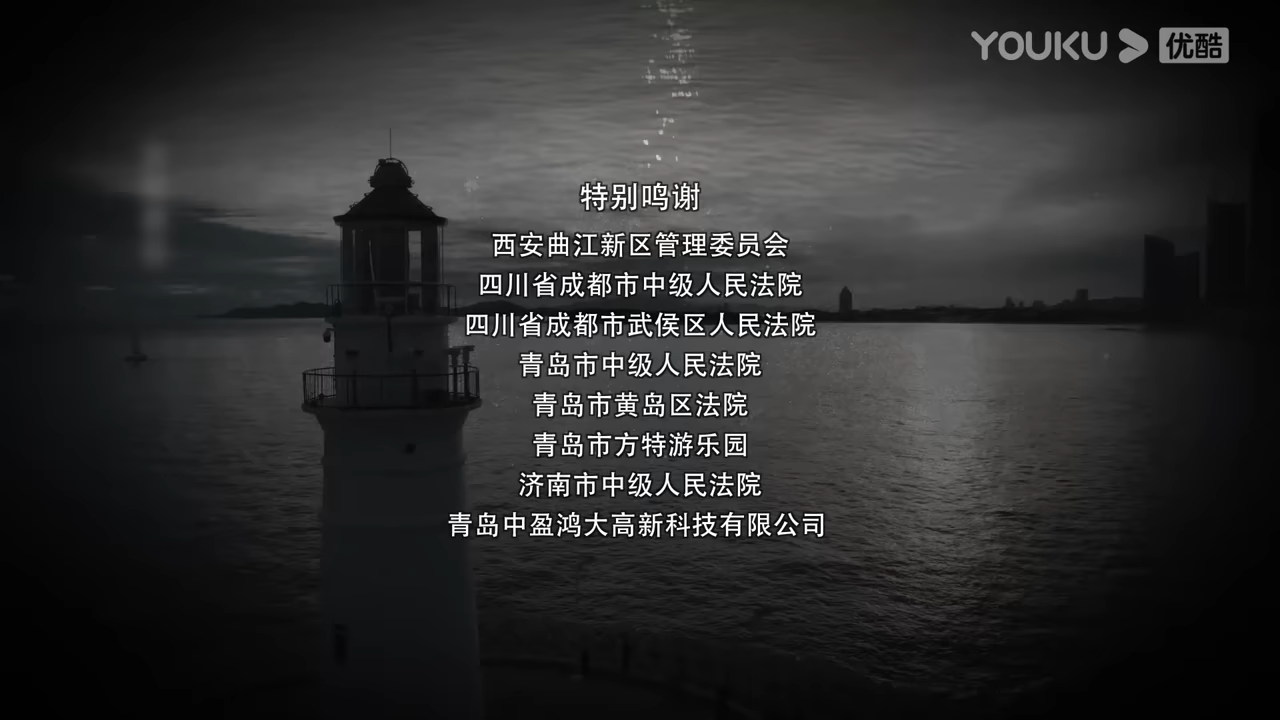 YOUKU 优酷
特别鸣谢
西安曲江新区管理委员会
四川省成都市中级人民法院
四川省成都市武侯区人民法院
青岛市中级人民法院
青岛市黄岛区法院
青岛市方特游乐园
济南市中级人民法院
青岛中盈鸿大高新科技有限公司